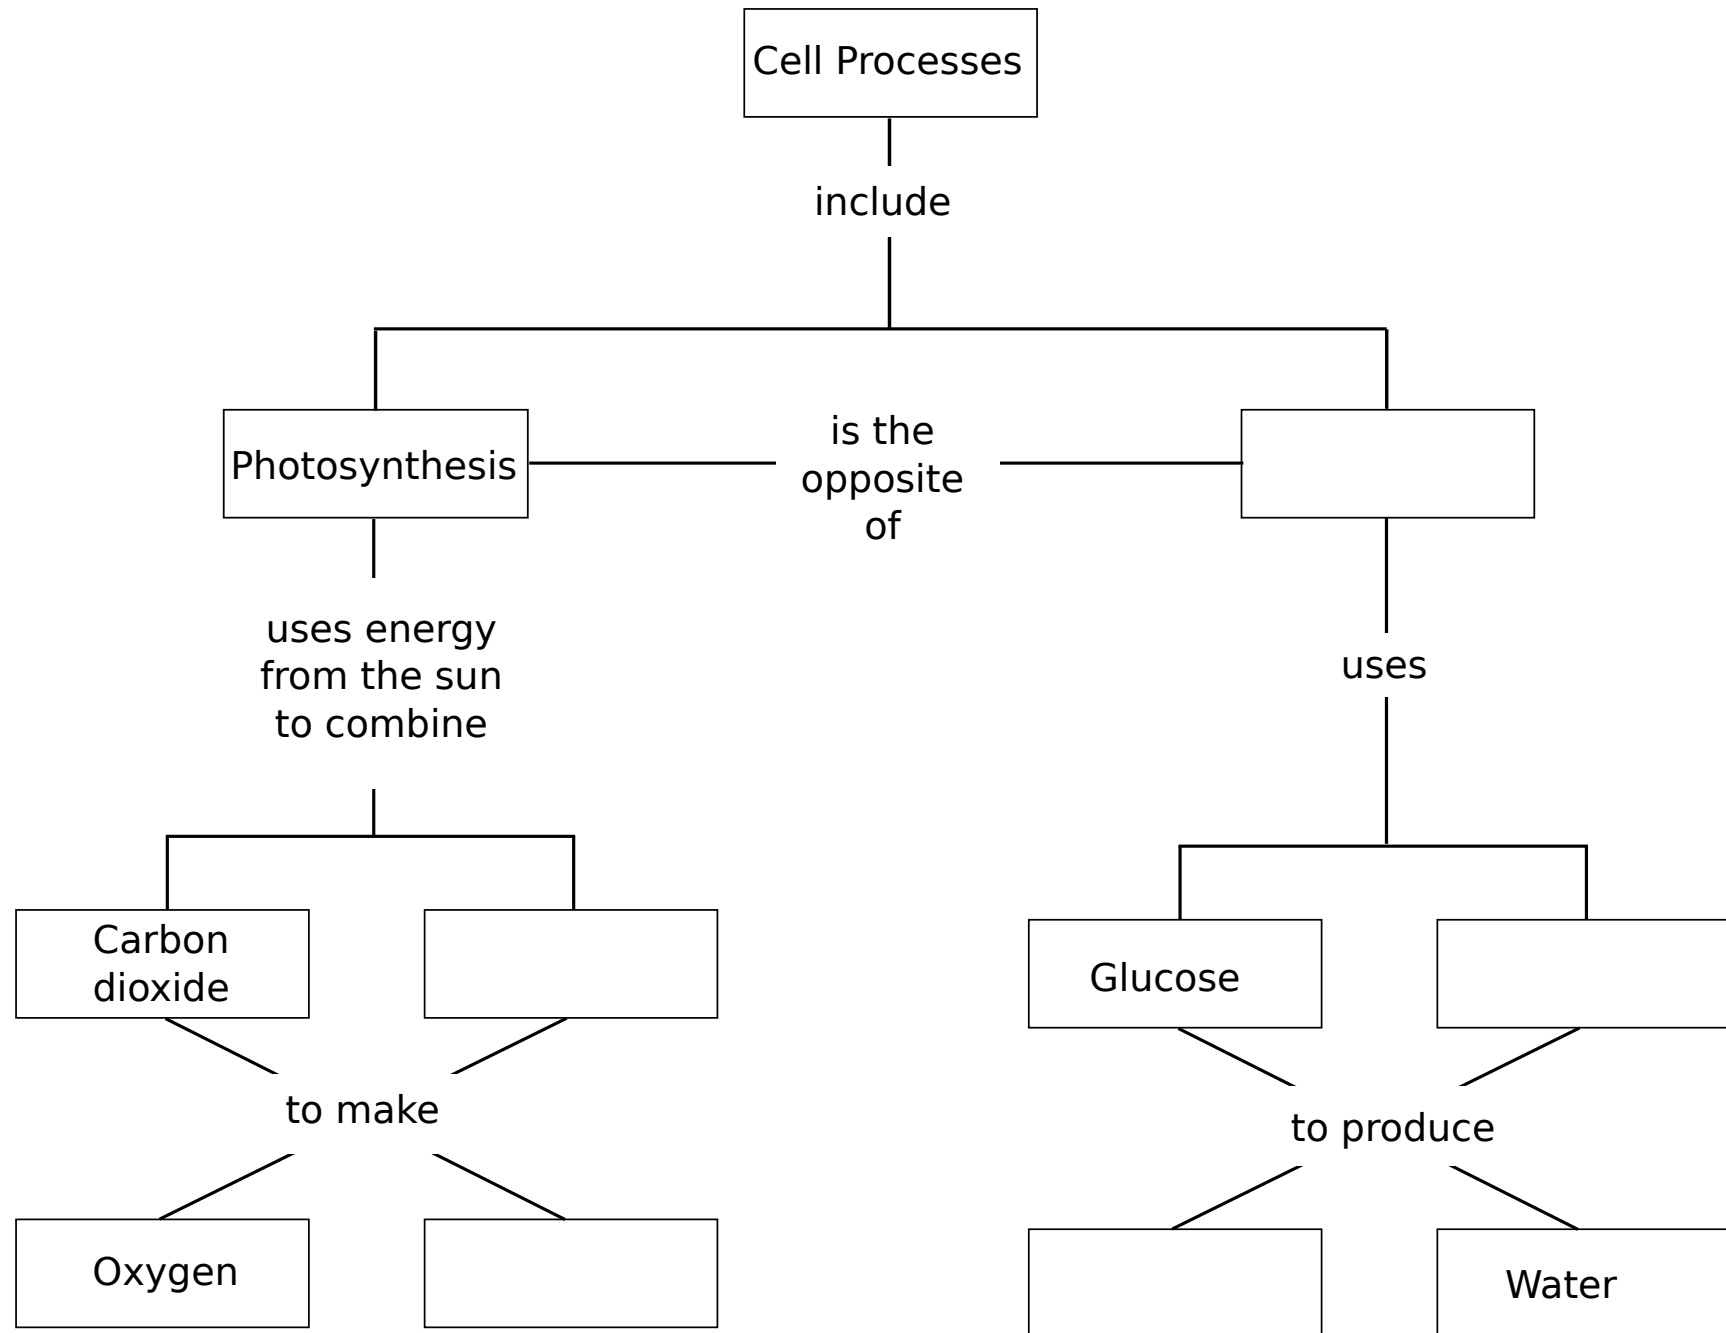 Cell Processes
include
Photosynthesis
is the
opposite
of
uses energy
from the sun
to combine
uses
Carbon
dioxide
Glucose
to make
to produce
Oxygen
Water